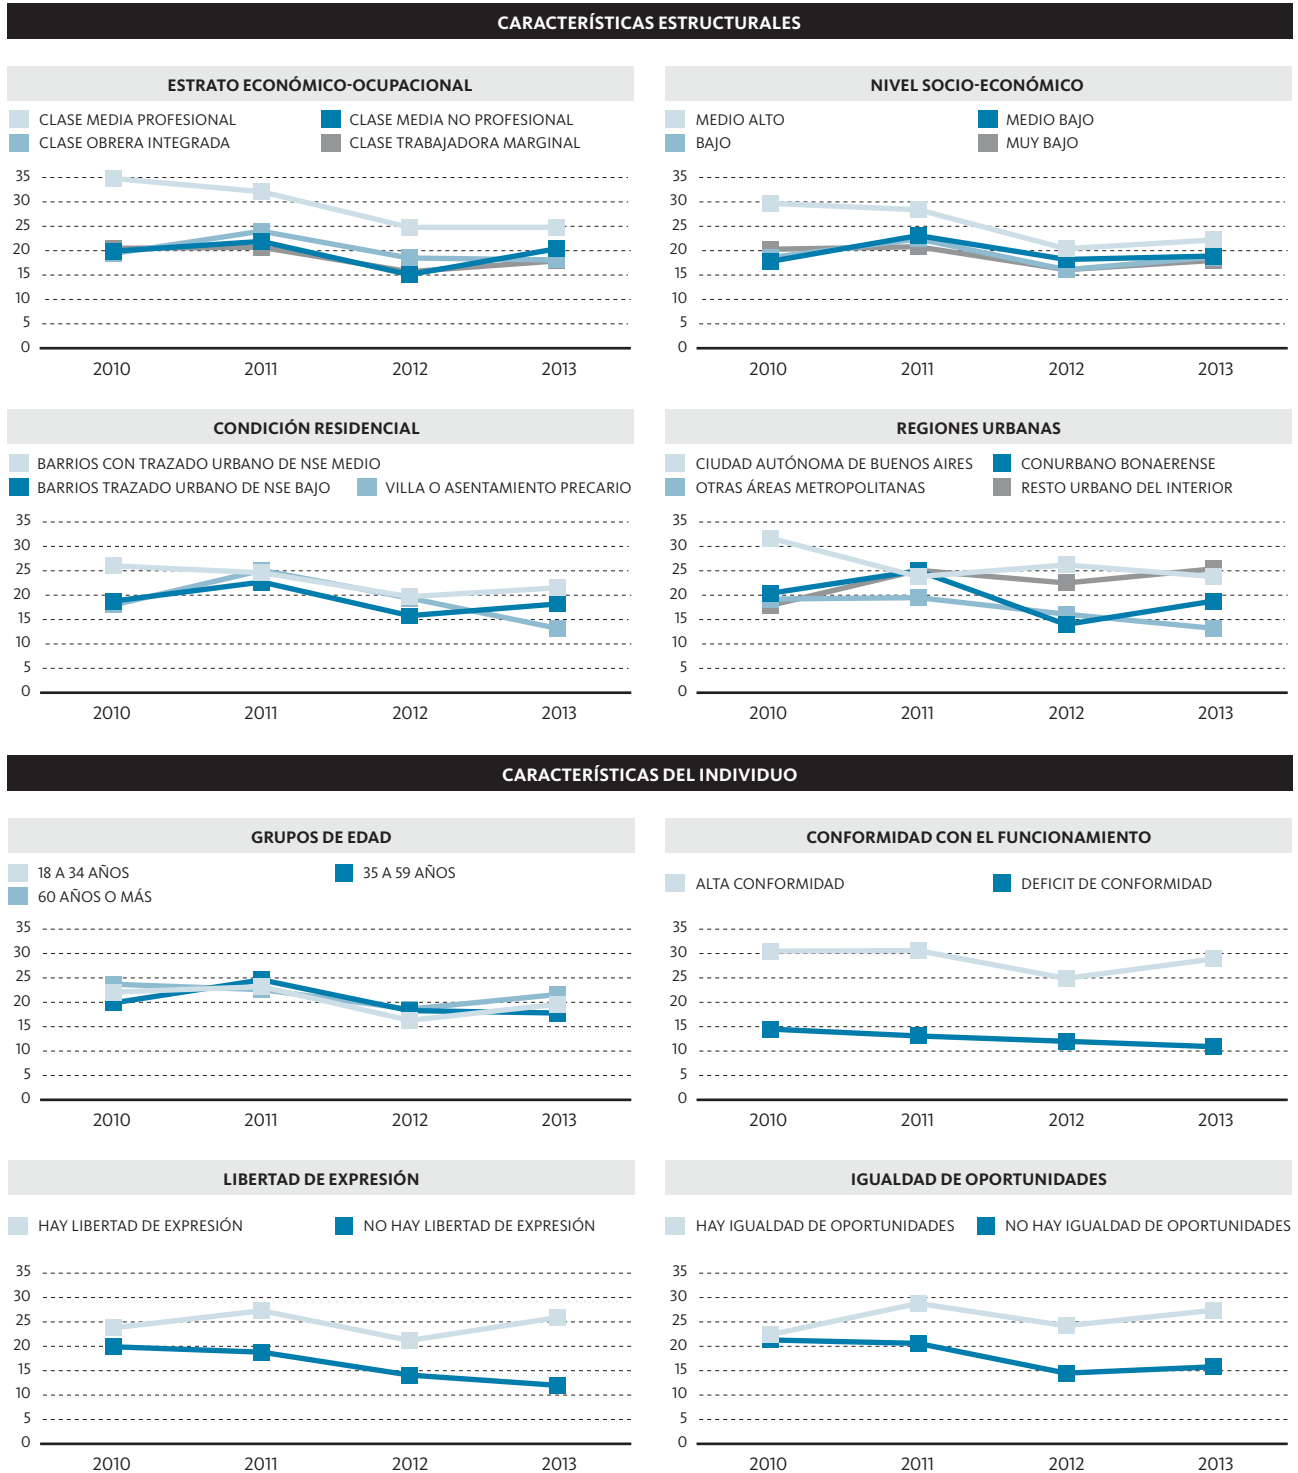 CARACTERÍSTICAS ESTRUCTURALES
ESTRATO ECONÓMICO-OCUPACIONAL
CLASE MEDIA PROFESIONAL
CLASE MEDIA NO PROFESIONAL
CLASE OBRERA INTEGRADA
CLASE TRABAJADORA MARGINAL
35
30
25
20
15
10
5
0
2010 2011 2012 2013
NIVEL SOCIO-ECONÓMICO
MEDIO ALTO
MEDIO BAJO
BAJO
MUY BAJO
35
30
25
20
15
10
5
0
2010 2011 2012 2013
CONDICIÓN RESIDENCIAL
BARRIOS CON TRAZADO URBANO DE NSE MEDIO
BARRIOS TRAZADO URBANO DE NSE BAJO
VILLA O ASENTAMIENTO PRECARIO
35
30
25
20
15
10
5
0
2010 2011 2012 2013
REGIONES URBANAS
CIUDAD AUTÓNOMA DE BUENOS AIRES
CONURBANO BONAERENSE
OTRAS ÁREAS METROPOLITANAS
RESTO URBANO DEL INTERIOR
35
30
25
20
15
10
5
0
2010 2011 2012 2013
CARACTERÍSTICAS DEL INDIVIDUO
GRUPOS DE EDAD
18 A 34 AÑOS
35 A 59 AÑOS
60 AÑOS O MÁS
35
30
25
20
15
10
5
0
2010 2011 2012 2013
CONFORMIDAD CON EL FUNCIONAMIENTO
ALTA CONFORMIDAD
DEFICIT DE CONFORMIDAD
35
30
25
20
15
10
5
0
2010 2011 2012 2013
LIBERTAD DE EXPRESIÓN
HAY LIBERTAD DE EXPRESIÓN
NO HAY LIBERTAD DE EXPRESIÓN
35
30
25
20
15
10
5
0
2010 2011 2012 2013
IGUALDAD DE OPORTUNIDADES
HAY IGUALDAD DE OPORTUNIDADES
NO HAY IGUALDAD DE OPORTUNIDADES
35
30
25
20
15
10
5
0
2010 2011 2012 2013